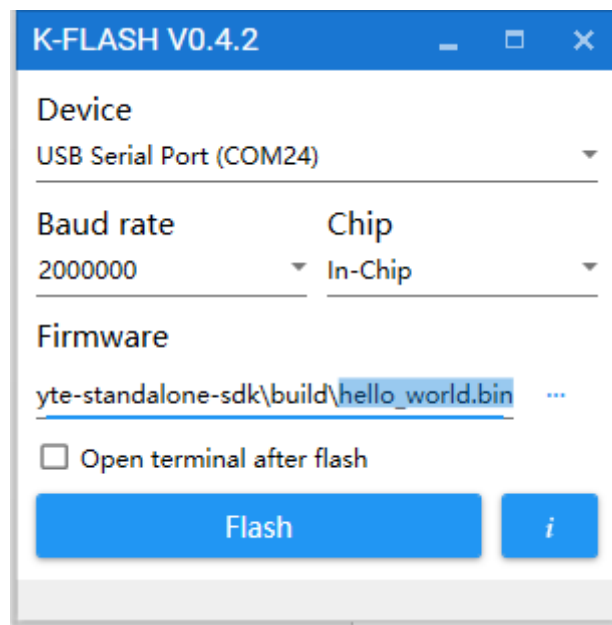 K-FLASH V0.4.2
Device
USB Serial Port (COM24)
Baud rate Chip
2000000 In-Chip
Firmware
yte-standalone-sdk\build\hello_world.bin ...
Open terminal after flash
Flash i